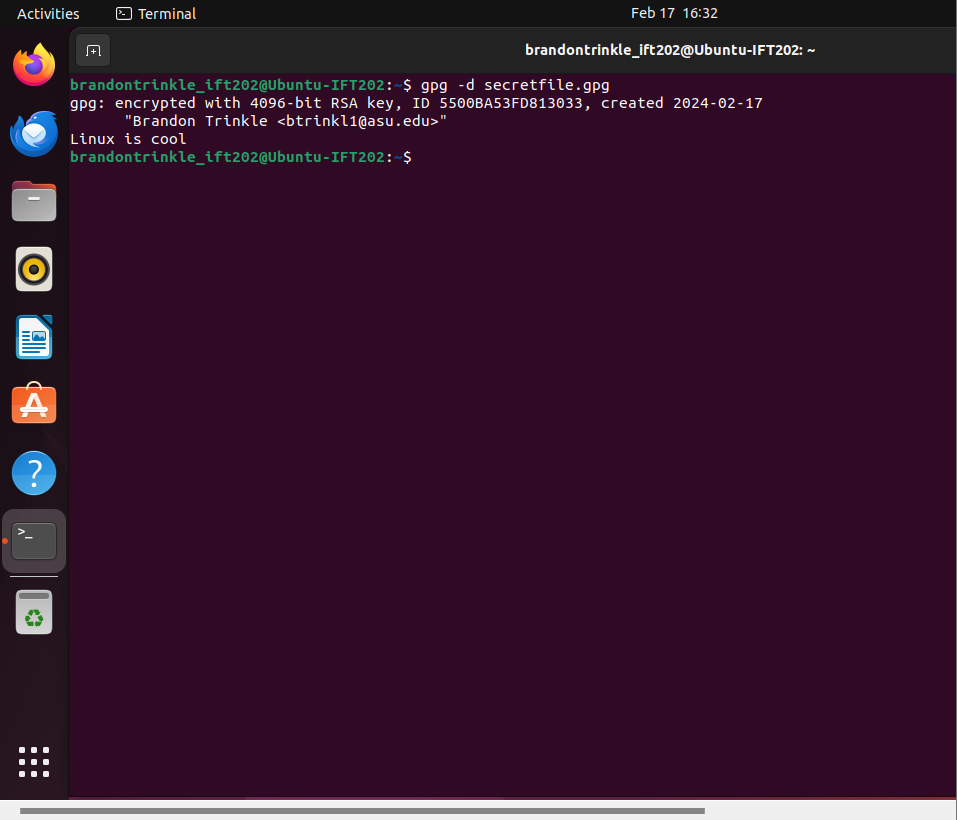 Activities Terminal Feb 17 16:32
brandontrinkle_ift202@Ubuntu-IFT202: ~
brandontrinkle_ift202@Ubuntu-IFT202:~$ gpg -d secretfile.gpg
gpg: encrypted with 4096-bit RSA key, ID 5500BA53FD813033, created 2024-02-17
      "Brandon Trinkle <btrinkl1@asu.edu>"
Linux is cool
brandontrinkle_ift202@Ubuntu-IFT202:~$